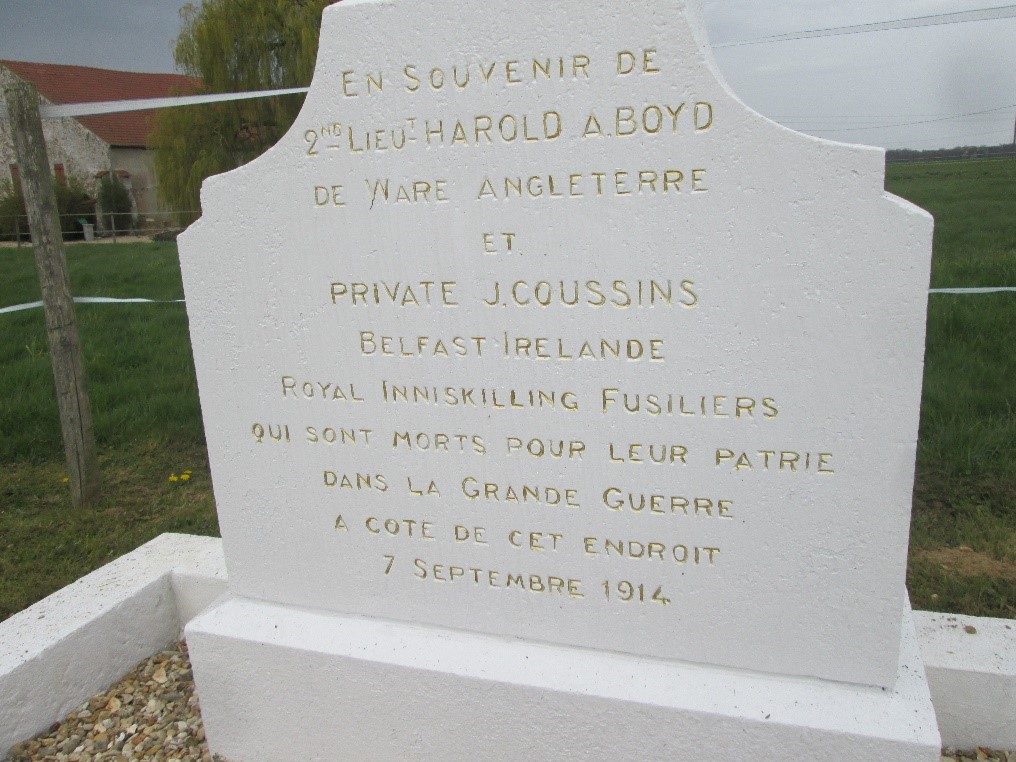 EN SOUVENIR DE
2ND LIEUT HAROLD A. BOYD
DE WARE ANGLETERRE
ET
PRIVATE J. COUSSINS
BELFAST IRELANDE
ROYAL INNISKILLING FUSILIERS
QUI SONT MORTS POUR LEUR PATRIE
DANS LA GRANDE GUERRE
A COTE DE CET ENDROIT
7 SEPTEMBRE 1914